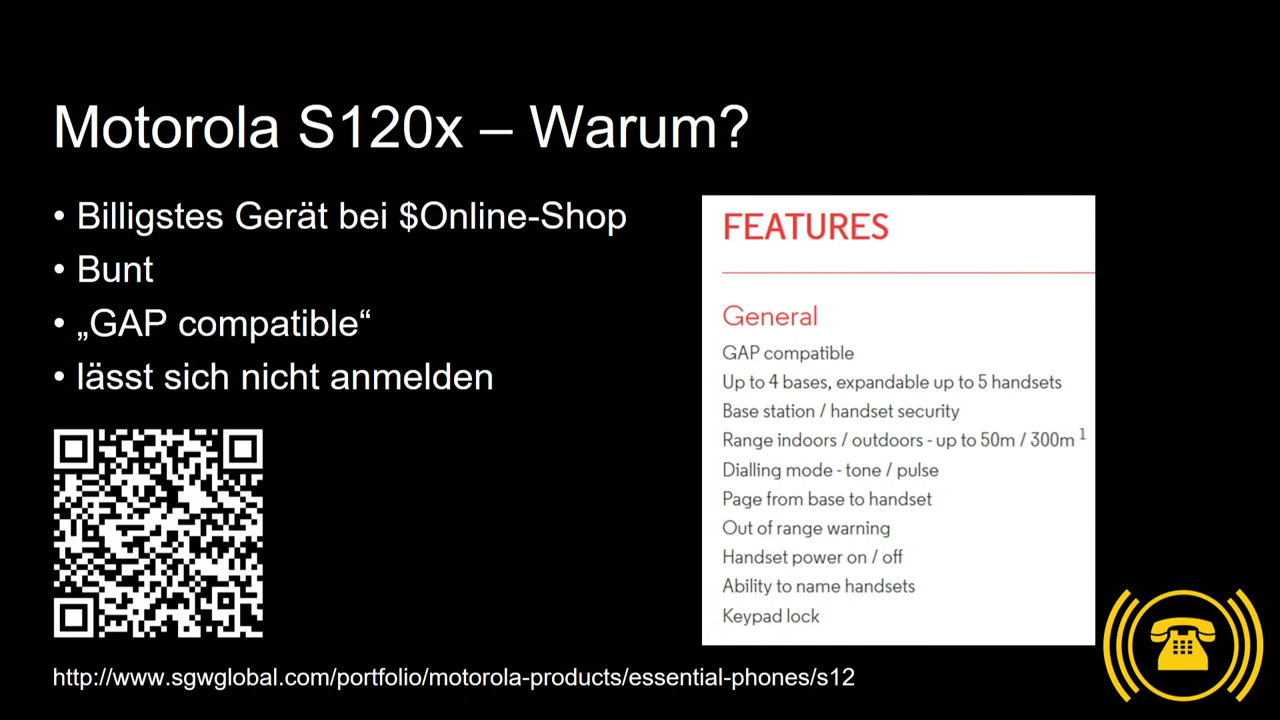 Motorola S120x – Warum?
• Billigstes Gerät bei $Online-Shop
• Bunt
• „GAP compatible“
• lässt sich nicht anmelden
FEATURES
General
GAP compatible
Up to 4 bases, expandable up to 5 handsets
Base station / handset security
Range indoors / outdoors - up to 50m / 300m 1
Dialling mode - tone / pulse
Page from base to handset
Out of range warning
Handset power on / off
Ability to name handsets
Keypad lock
http://www.sgwglobal.com/portfolio/motorola-products/essential-phones/s12